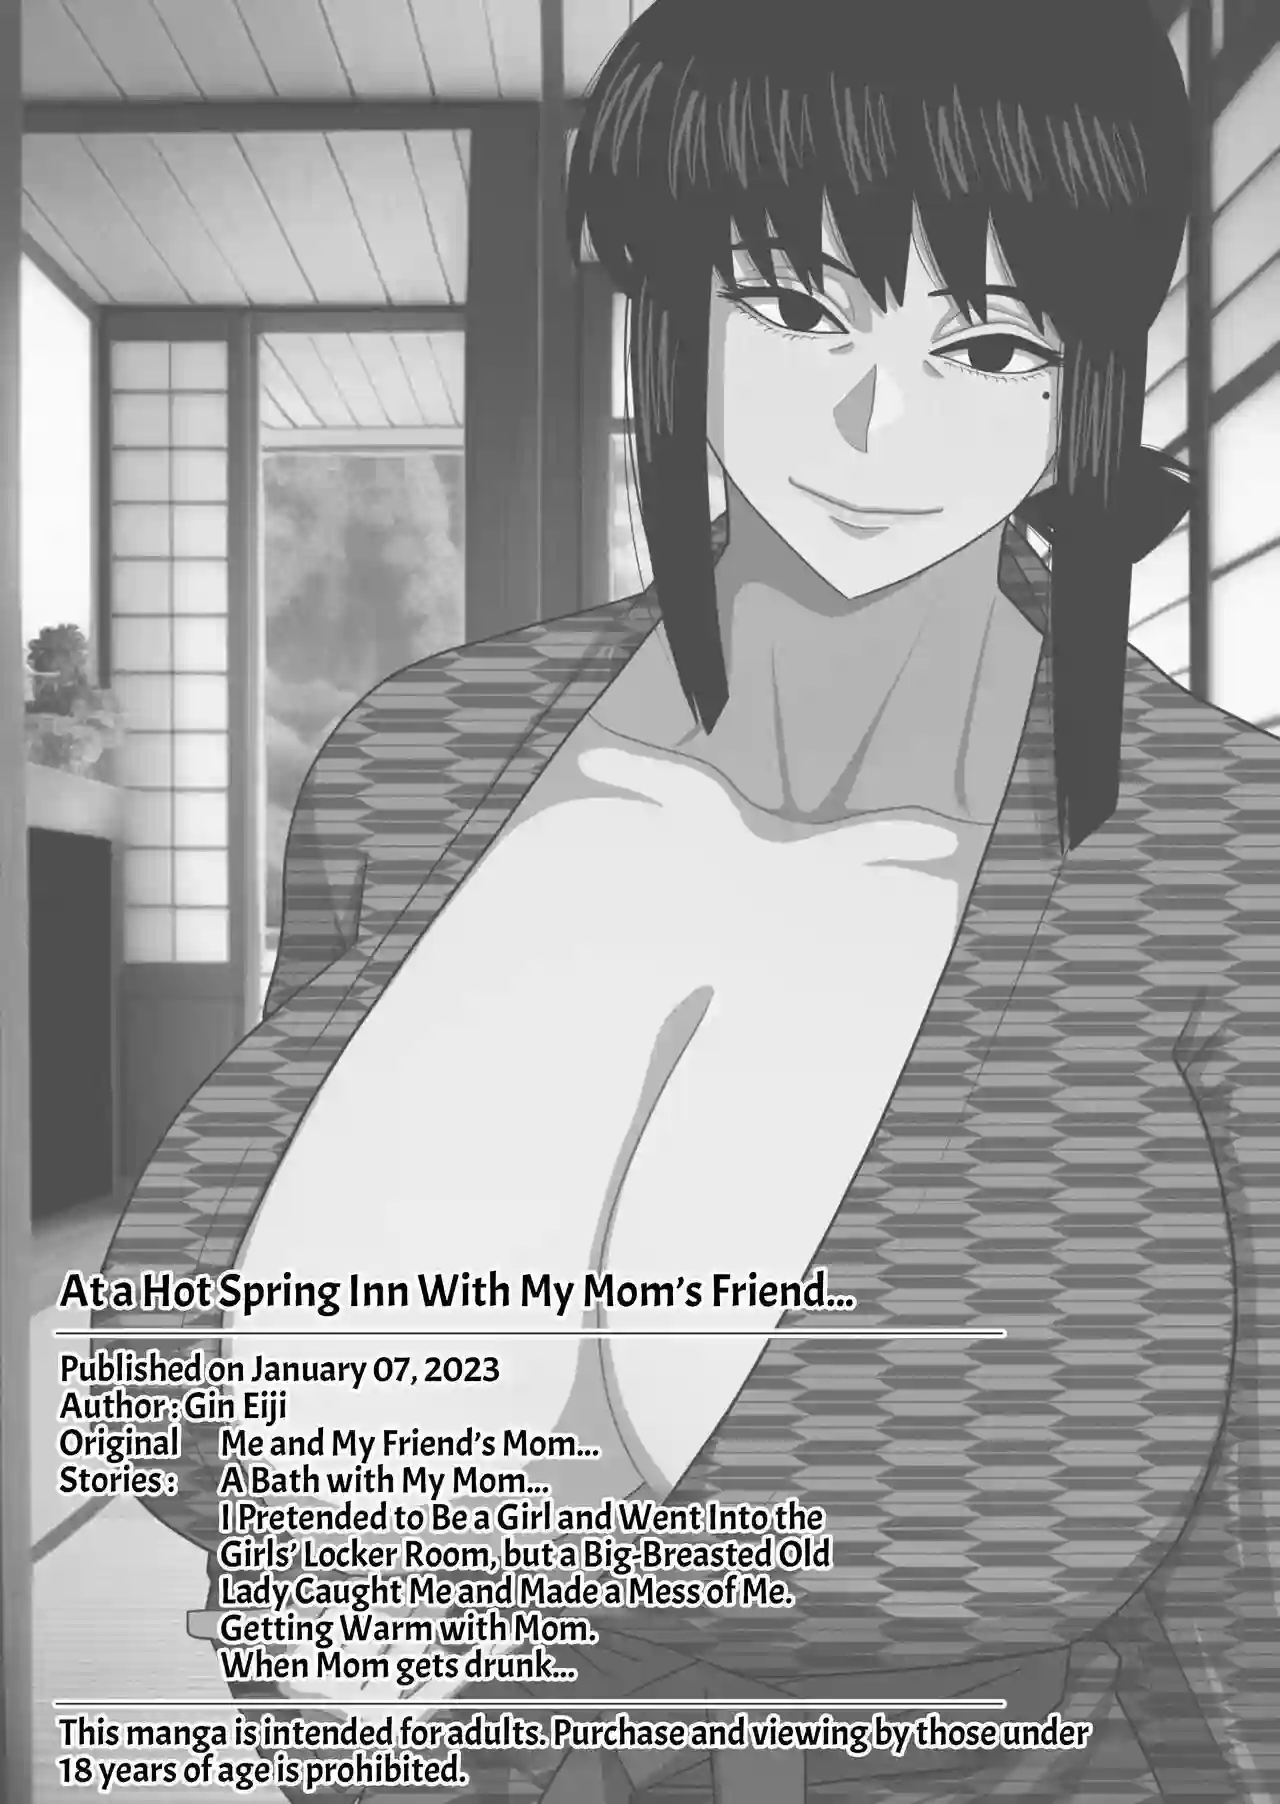 At a Hot Spring Inn With My Mom's Friend...
Published on January 07, 2023
Author: Gin Eiji
Original Me and My Friend's Mom...
Stories: A Bath with My Mom...
I Pretended to Be a Girl and Went Into the
Girls' Locker Room, but a Big-Breasted Old
Lady Caught Me and Made a Mess of Me.
Getting Warm with Mom.
When Mom gets drunk...
This manga is intended for adults. Purchase and viewing by those under
18 years of age is prohibited.